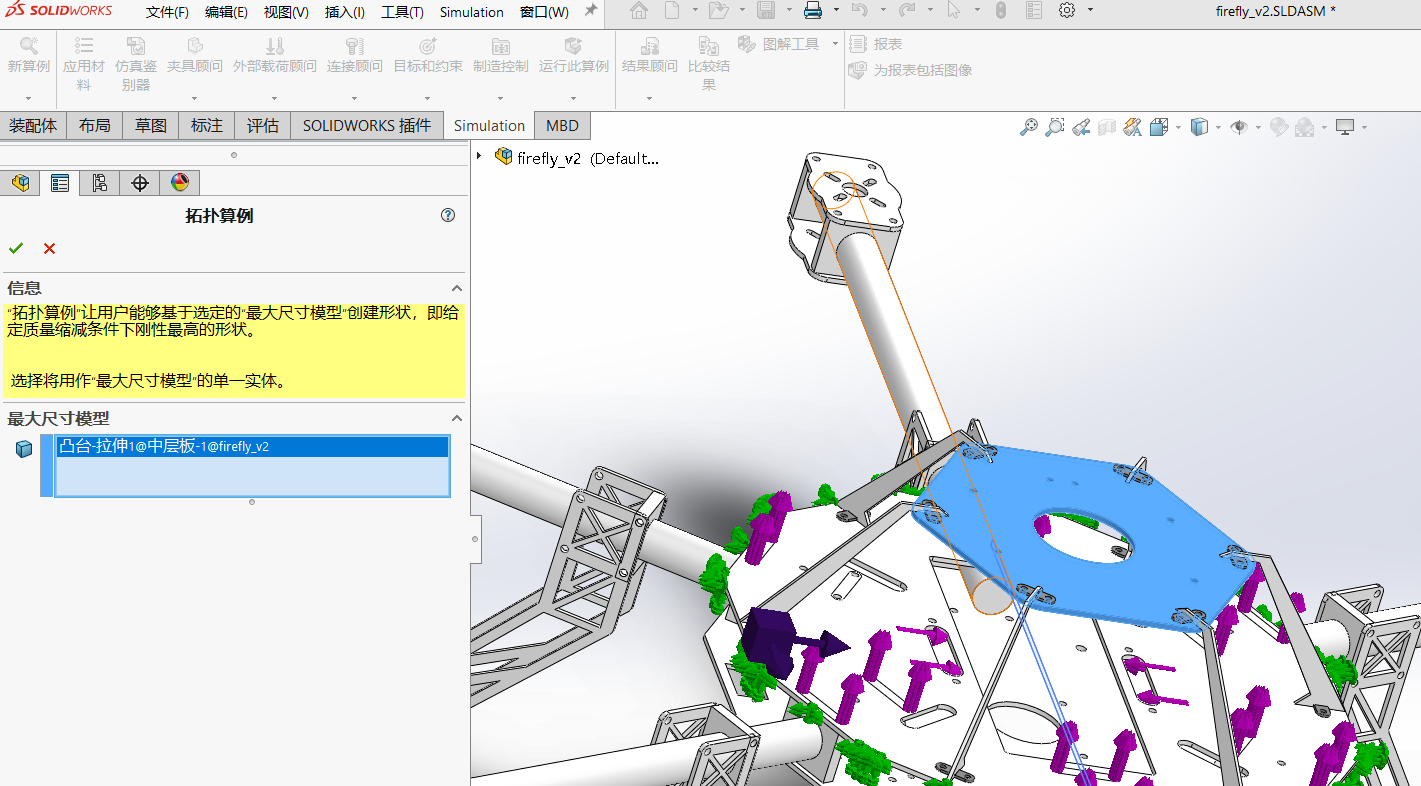 SOLIDWORKS
文件(F) 编辑(E) 视图(V) 插入(I) 工具(T) Simulation 窗口(W)
firefly_v2.SLDASM *
新算例
应用材
料
仿真鉴
别器
夹具顾问
外部载荷顾问
连接顾问
目标和约束
制造控制
运行此算例
结果顾问
比较结
果
图解工具
报表
为报表包括图像
装配体 布局 草图 标注 评估 SOLIDWORKS 插件 Simulation MBD
firefly_v2 (Default...
拓扑算例
信息
“拓扑算例”让用户能够基于选定的“最大尺寸模型”创建形状，即给
定质量缩减条件下刚性最高的形状。
选择将用作“最大尺寸模型”的单一实体。
最大尺寸模型
凸台-拉伸1@中层板-1@firefly_v2